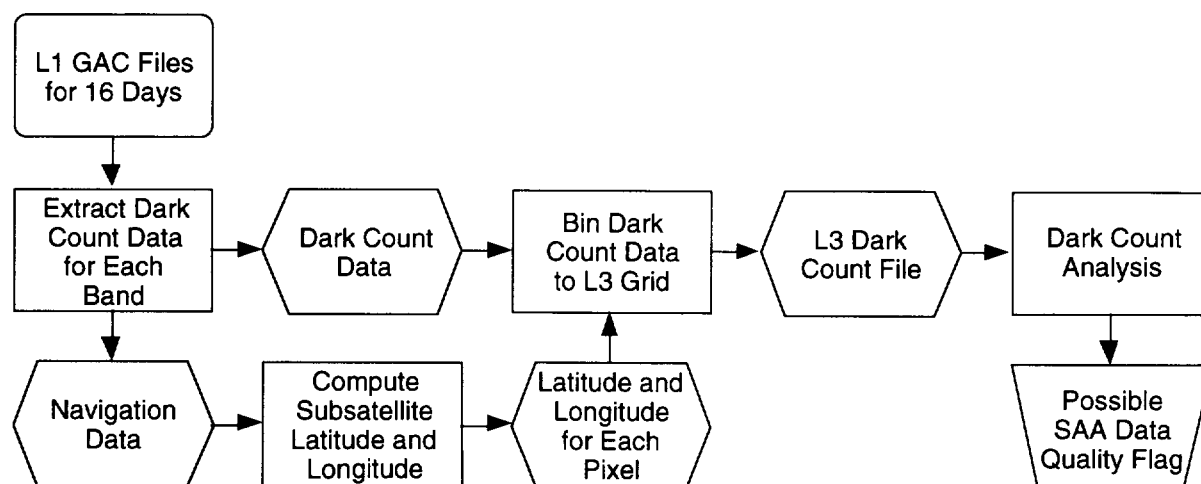 L1 GAC Files
for 16 Days
Extract Dark
Count Data
for Each
Band
Dark Count
Data
Bin Dark
Count Data
to L3 Grid
L3 Dark
Count File
Dark Count
Analysis
Navigation
Data
Compute
Subsatellite
Latitude and
Longitude
Latitude and
Longitude
for Each
Pixel
Possible
SAA Data
Quality Flag